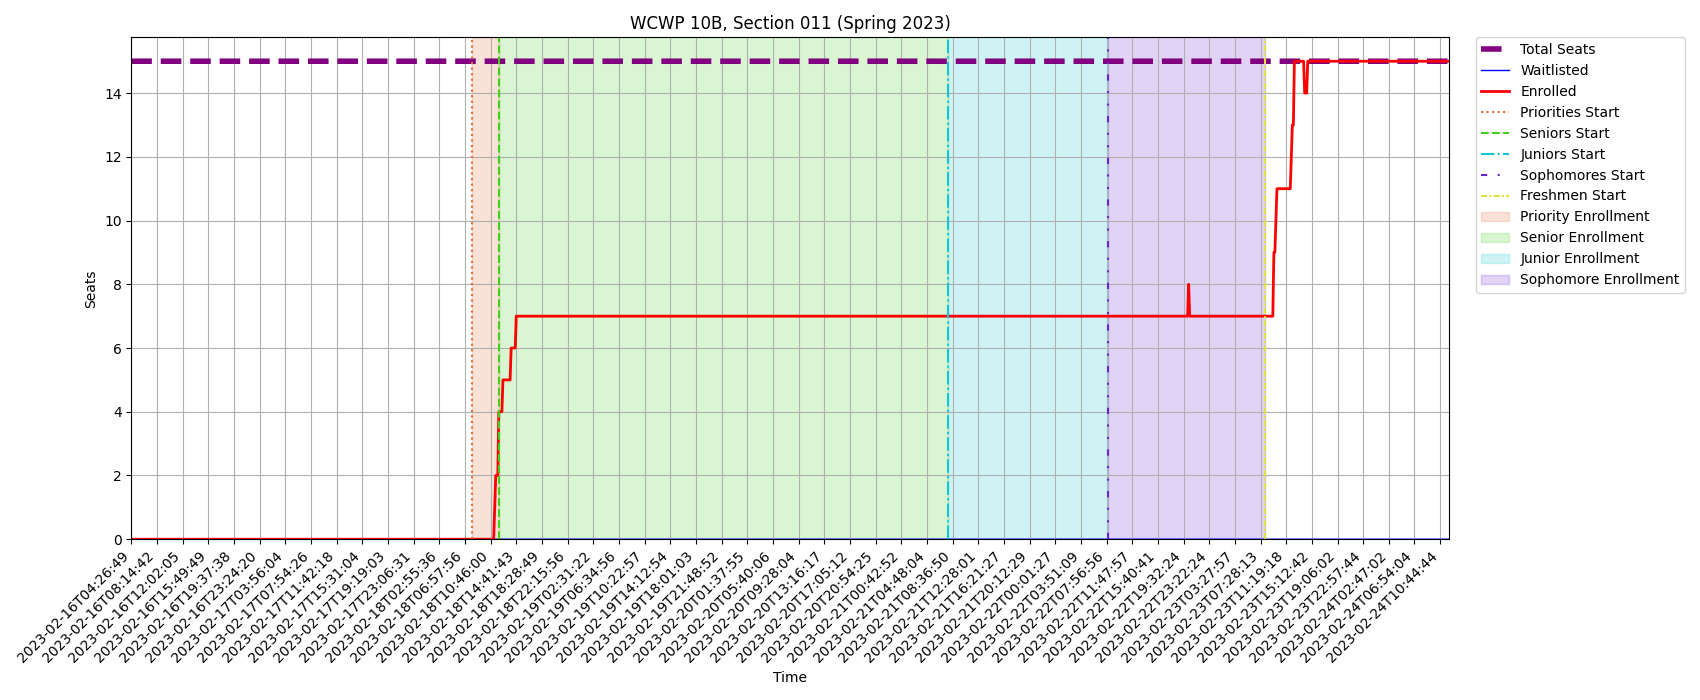 WCWP 10B, Section 011 (Spring 2023)
Seats
14
12
10
8
6
4
2
0
2023-02-16T04:26:49
2023-02-16T08:14:42
2023-02-16T12:02:05
2023-02-16T15:49:49
2023-02-16T19:37:38
2023-02-16T23:24:20
2023-02-17T03:56:04
2023-02-17T07:54:26
2023-02-17T11:42:18
2023-02-17T15:31:04
2023-02-17T19:19:03
2023-02-17T23:06:31
2023-02-18T02:55:36
2023-02-18T06:57:56
2023-02-18T10:46:00
2023-02-18T14:41:43
2023-02-18T18:28:49
2023-02-18T22:15:56
2023-02-19T02:31:22
2023-02-19T06:34:56
2023-02-19T10:22:57
2023-02-19T14:12:54
2023-02-19T18:01:03
2023-02-19T21:48:52
2023-02-20T01:37:55
2023-02-20T05:40:06
2023-02-20T09:28:04
2023-02-20T13:16:17
2023-02-20T17:05:12
2023-02-20T20:54:25
2023-02-21T00:42:52
2023-02-21T04:48:04
2023-02-21T08:36:50
2023-02-21T12:28:01
2023-02-21T16:21:27
2023-02-21T20:12:29
2023-02-22T00:01:27
2023-02-22T03:51:09
2023-02-22T07:56:56
2023-02-22T11:47:57
2023-02-22T15:40:41
2023-02-22T19:32:24
2023-02-22T23:22:24
2023-02-23T03:27:57
2023-02-23T07:28:13
2023-02-23T11:19:18
2023-02-23T15:12:42
2023-02-23T19:06:02
2023-02-23T22:57:44
2023-02-24T02:47:02
2023-02-24T06:54:04
2023-02-24T10:44:44
Time
Total Seats
Waitlisted
Enrolled
Priorities Start
Seniors Start
Juniors Start
Sophomores Start
Freshmen Start
Priority Enrollment
Senior Enrollment
Junior Enrollment
Sophomore Enrollment